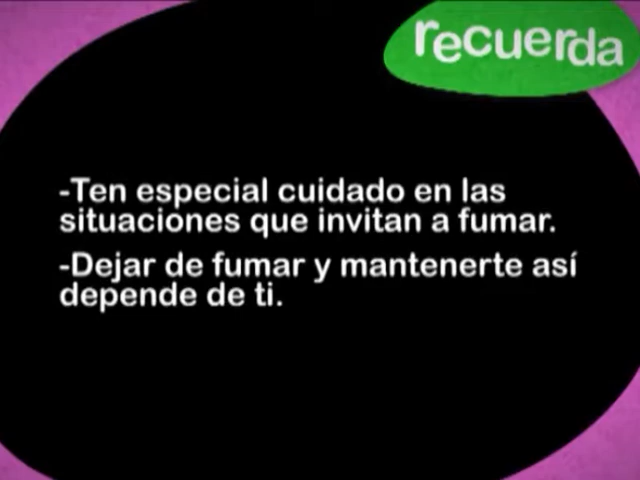 recuerda
-Ten especial cuidado en las
situaciones que invitan a fumar.
-Dejar de fumar y mantenerte así
depende de ti.